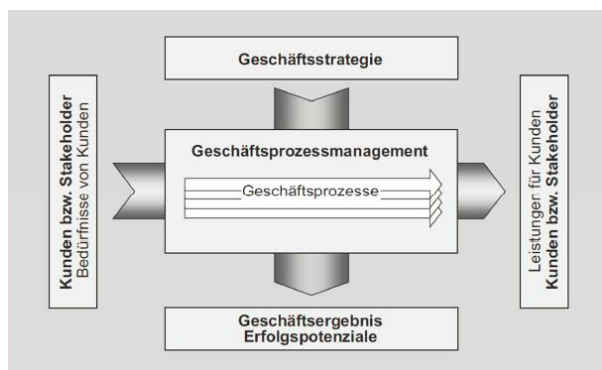 Geschäftsstrategie
Kunden bzw. Stakeholder
Bedürfnisse von Kunden
Geschäftsprozessmanagement
Geschäftsprozesse
Leistungen für Kunden
Kunden bzw. Stakeholder
Geschäftsergebnis
Erfolgspotenziale